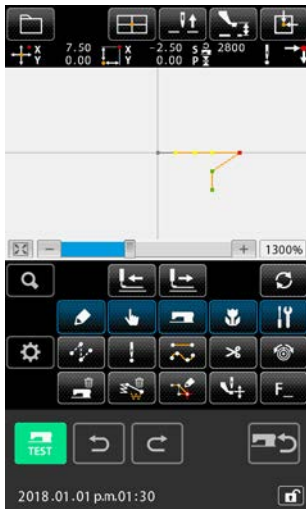 X 7.50 X -2.50 S 2800
Y 0.00 Y 0.00 P
1300%
W
F_
TEST
2018.01.01 p.m.01:30